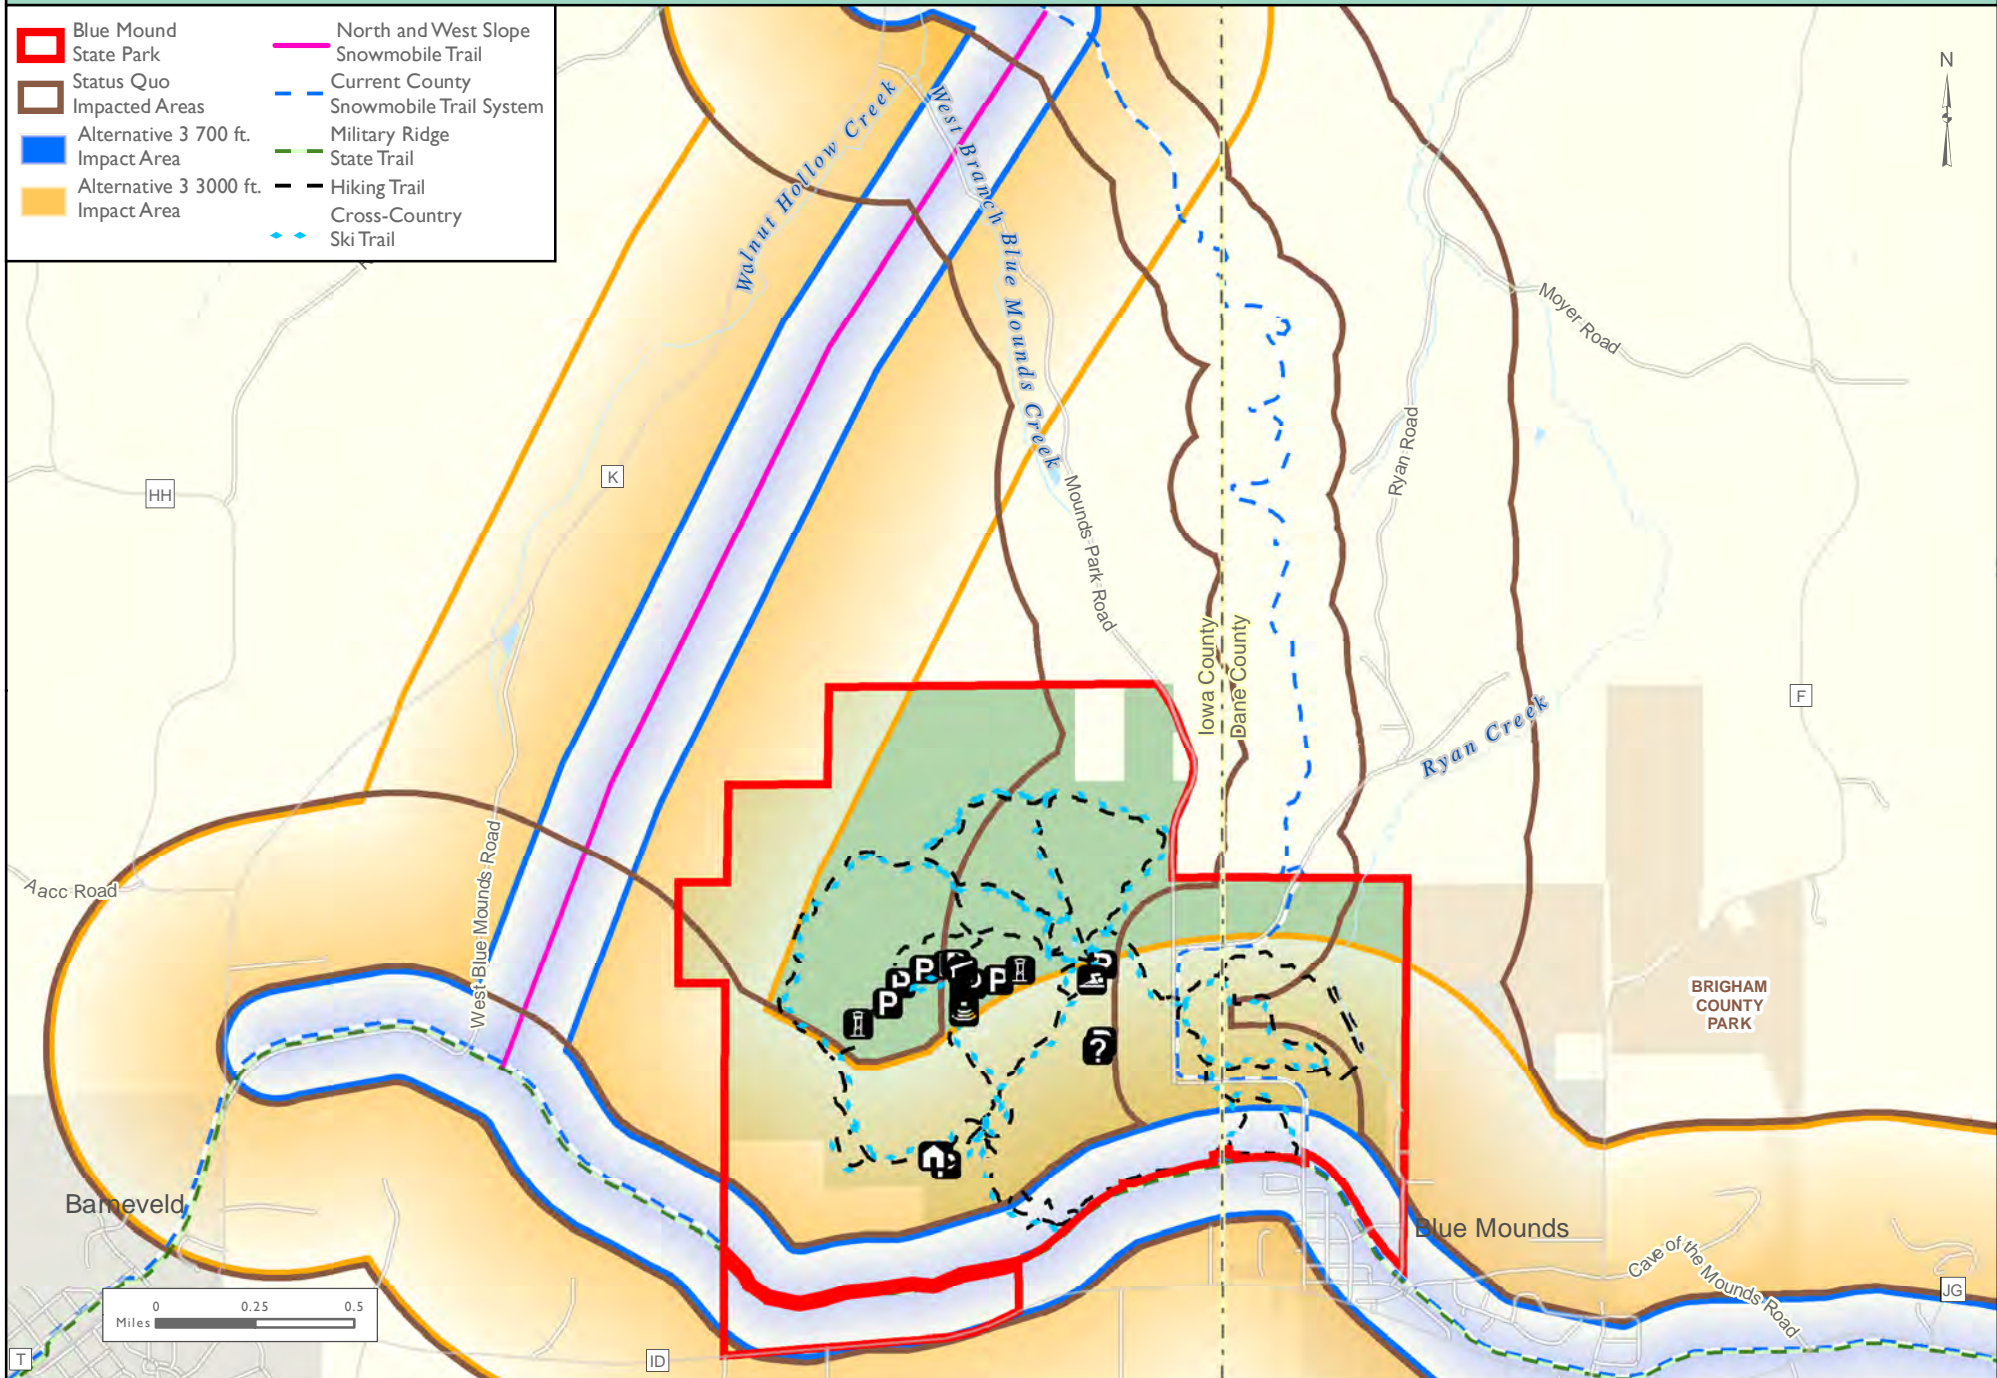 Blue Mound
State Park
Status Quo
Impacted Areas
Alternative 3 700 ft.
Impact Area
Alternative 3 3000 ft.
Impact Area
North and West Slope
Snowmobile Trail
Current County
Snowmobile Trail System
Military Ridge
State Trail
Hiking Trail
Cross-Country
Ski Trail
N
Walnut Hollow Creek
West Branch Blue Mounds Creek
Moyer Road
Ryan Road
HH
K
Mounds Park Road
Iowa County
Dane County
Ryan Creek
F
Aacc Road
West Blue Mounds Road
P
P
P
P
P
?
BRIGHAM
COUNTY
PARK
Barneveld
Blue Mounds
Cave of the Mounds Road
JG
0 0.25 0.5
Miles
T
ID